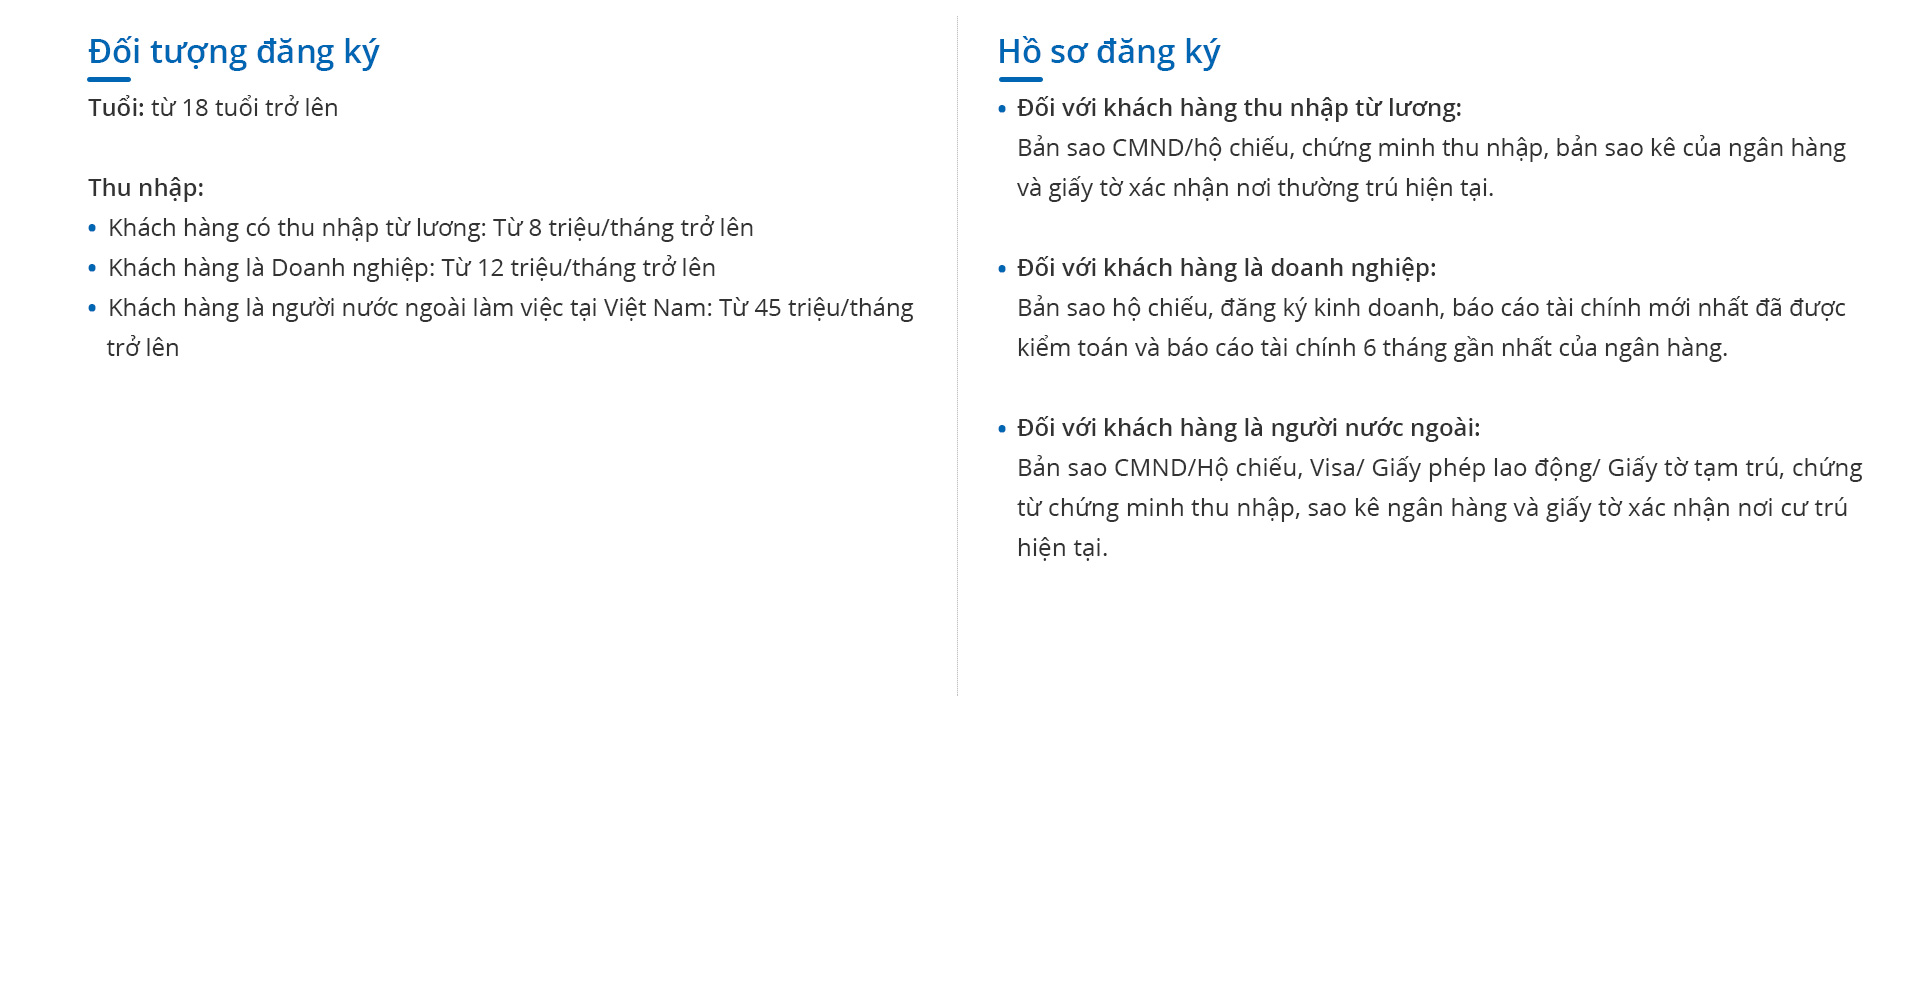 Đối tượng đăng ký
Tuổi: từ 18 tuổi trở lên
Thu nhập:
• Khách hàng có thu nhập từ lương: Từ 8 triệu/tháng trở lên
• Khách hàng là Doanh nghiệp: Từ 12 triệu/tháng trở lên
• Khách hàng là người nước ngoài làm việc tại Việt Nam: Từ 45 triệu/tháng
trở lên
Hồ sơ đăng ký
• Đối với khách hàng thu nhập từ lương:
Bản sao CMND/hộ chiếu, chứng minh thu nhập, bản sao kê của ngân hàng
và giấy tờ xác nhận nơi thường trú hiện tại.
• Đối với khách hàng là doanh nghiệp:
Bản sao hộ chiếu, đăng ký kinh doanh, báo cáo tài chính mới nhất đã được
kiểm toán và báo cáo tài chính 6 tháng gần nhất của ngân hàng.
• Đối với khách hàng là người nước ngoài:
Bản sao CMND/Hộ chiếu, Visa/ Giấy phép lao động/ Giấy tờ tạm trú, chứng
từ chứng minh thu nhập, sao kê ngân hàng và giấy tờ xác nhận nơi cư trú
hiện tại.